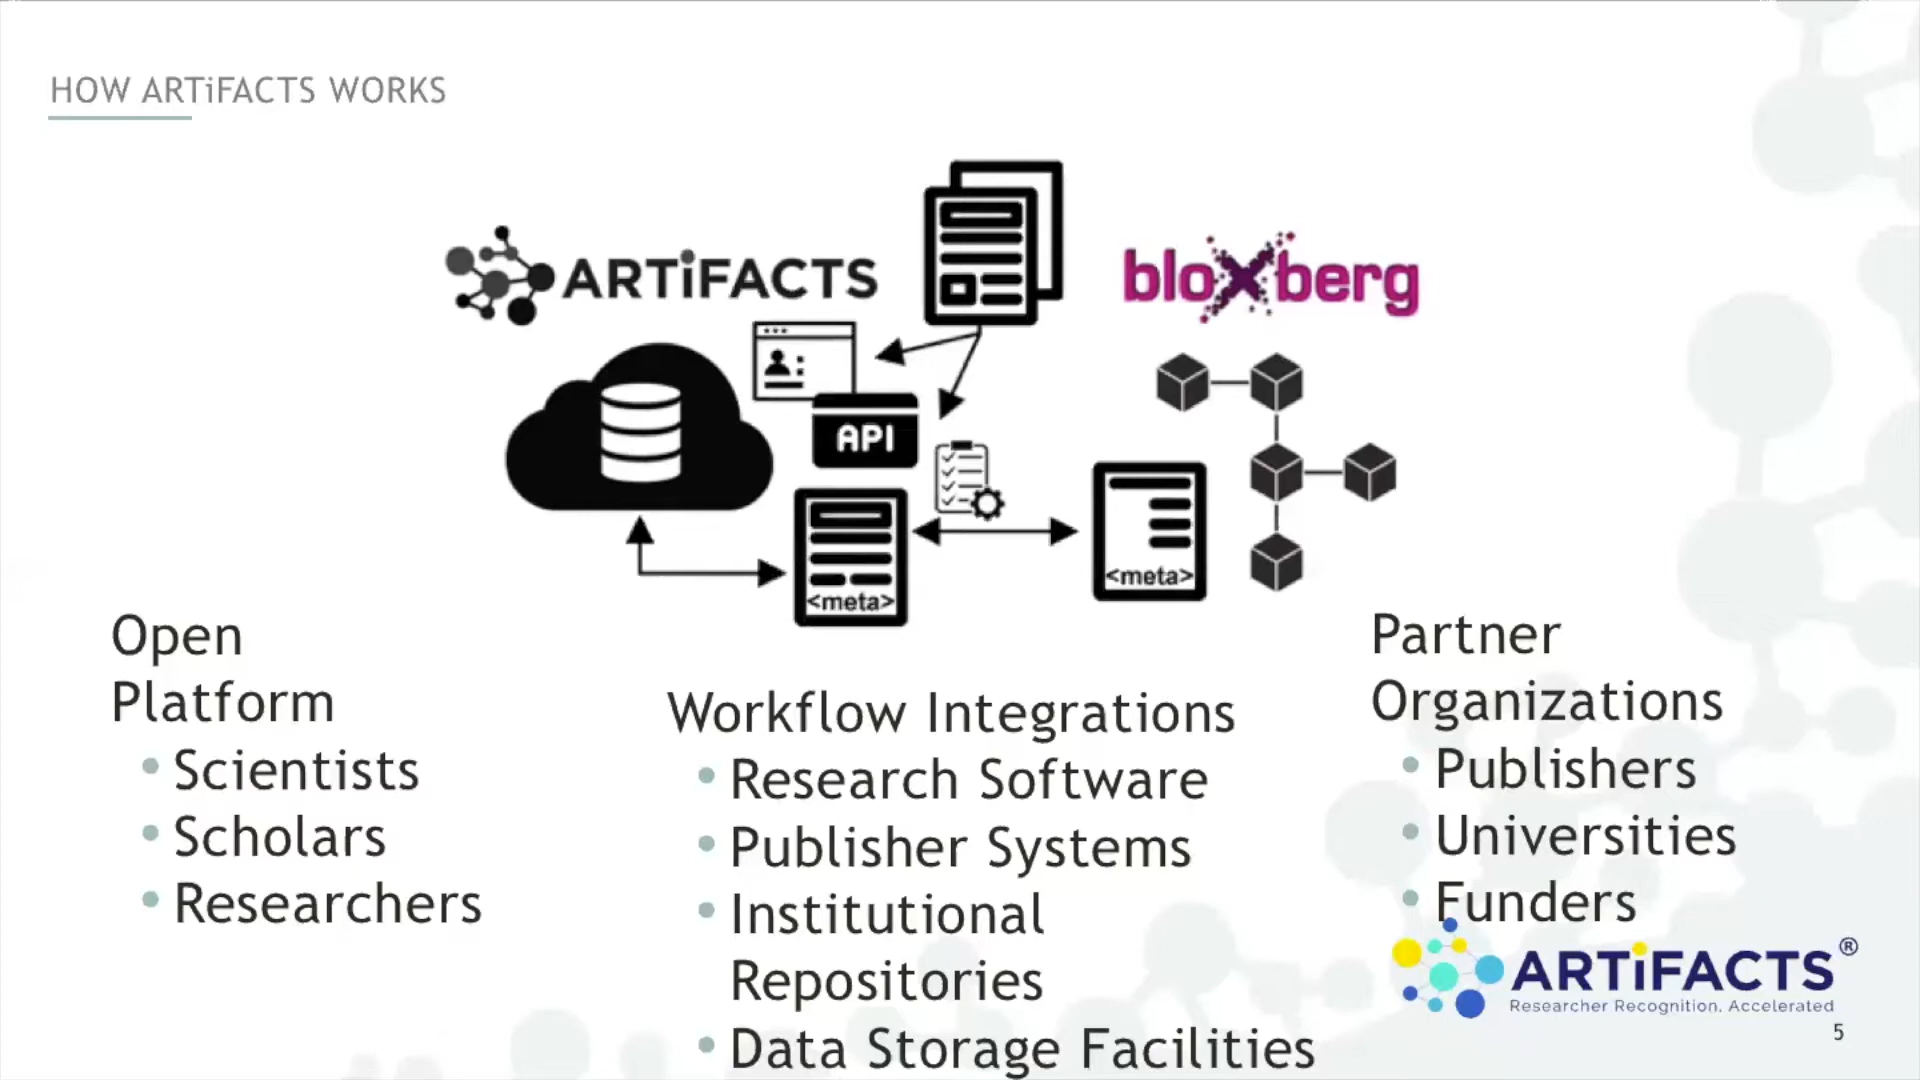 HOW ARTiFACTS WORKS
ARTiFACTS
bloxberg
API
<meta>
<meta>
Open
Platform
Scientists
Scholars
Researchers
Workflow Integrations
Research Software
Publisher Systems
Institutional
Repositories
Data Storage Facilities
Partner
Organizations
Publishers
Universities
Funders
ARTiFACTS®
Researcher Recognition, Accelerated
5